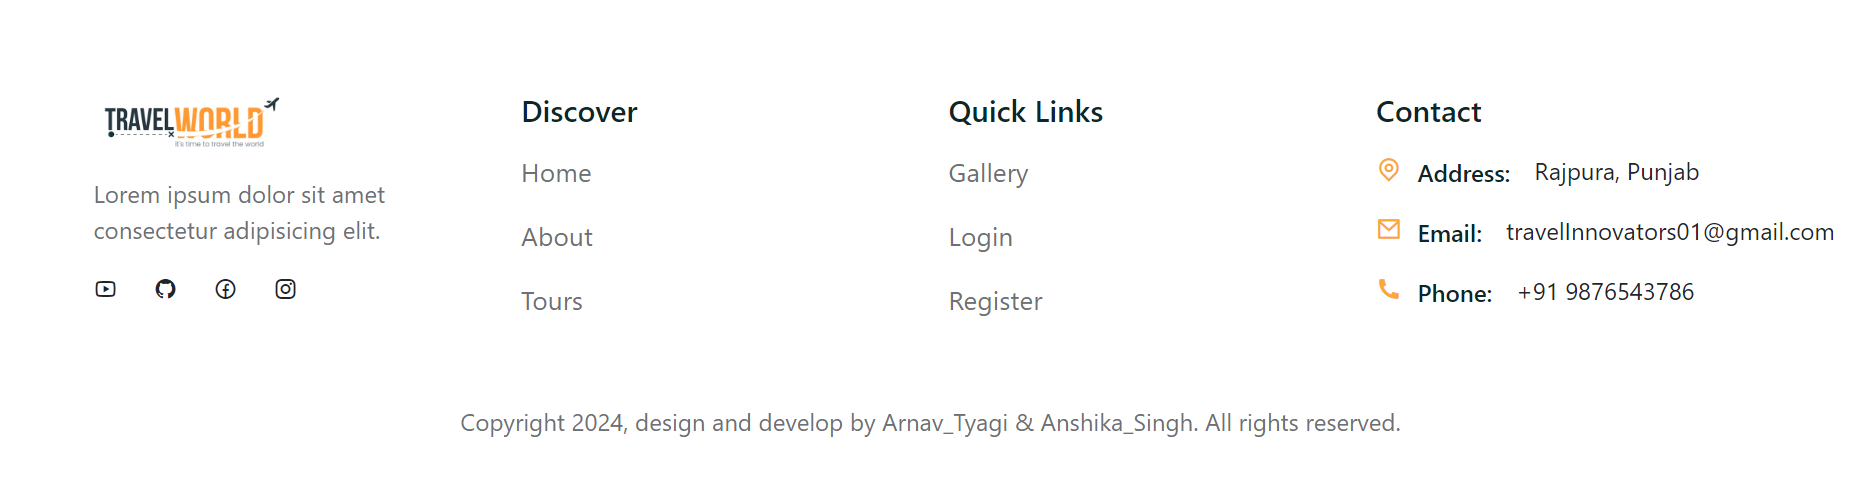 TRAVELWORLD
it's time to travel the world
Lorem ipsum dolor sit amet
consectetur adipisicing elit.
Discover
Home
About
Tours
Quick Links
Gallery
Login
Register
Contact
Address: Rajpura, Punjab
Email: travelInnovators01@gmail.com
Phone: +91 9876543786
Copyright 2024, design and develop by Arnav_Tyagi & Anshika_Singh. All rights reserved.